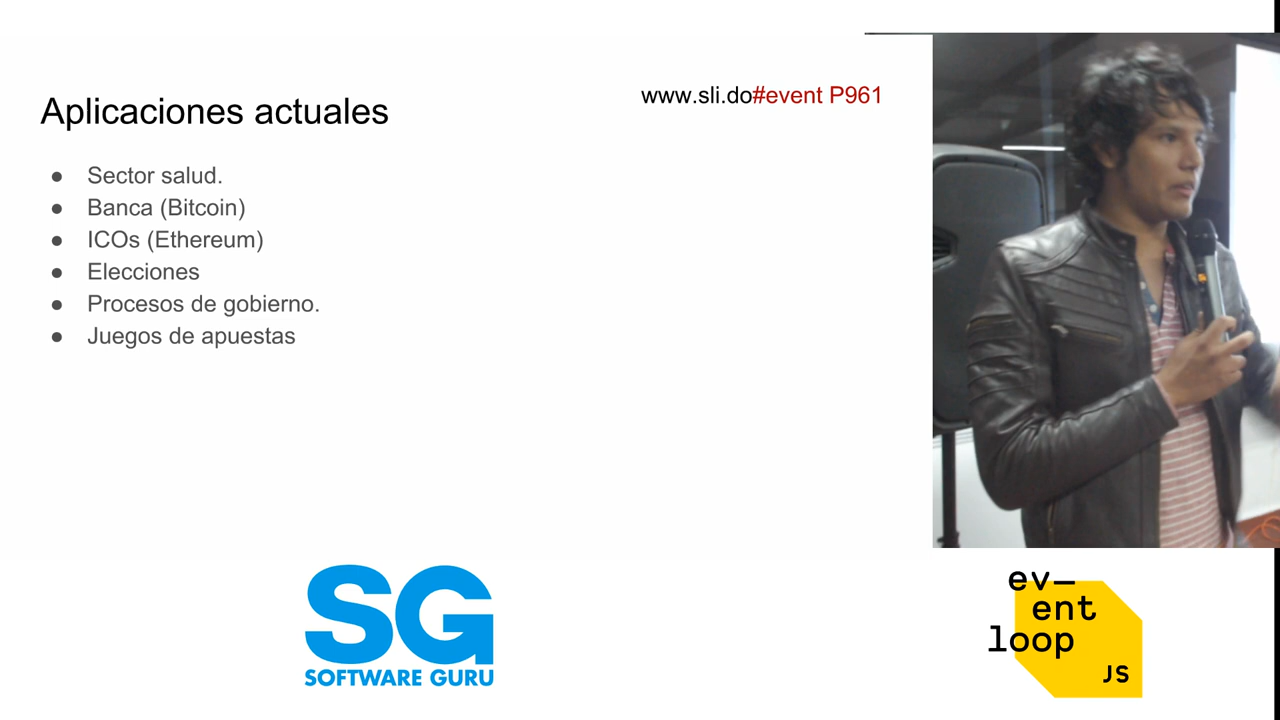 Aplicaciones actuales
www.sli.do#event P961
● Sector salud.
● Banca (Bitcoin)
● ICOs (Ethereum)
● Elecciones
● Procesos de gobierno.
● Juegos de apuestas
SG
SOFTWARE GURU
ev—
ent
loop
JS